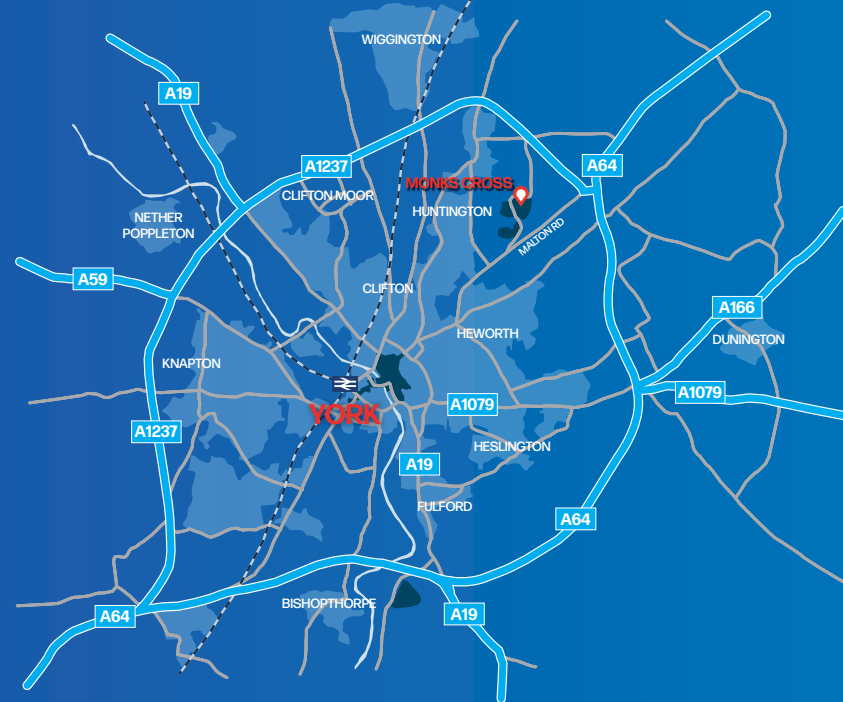 WIGGINGTON
A19
A1237
A64
MONKS CROSS
CLIFTON MOOR
HUNTINGTON
NETHER
POPPLETON
MALTON RD
A59
CLIFTON
A166
HEWORTH
DUNINGTON
KNAPTON
A1079
A1079
YORK
A1237
HESLINGTON
A19
FULFORD
A64
BISHOPTHORPE
A64
A19